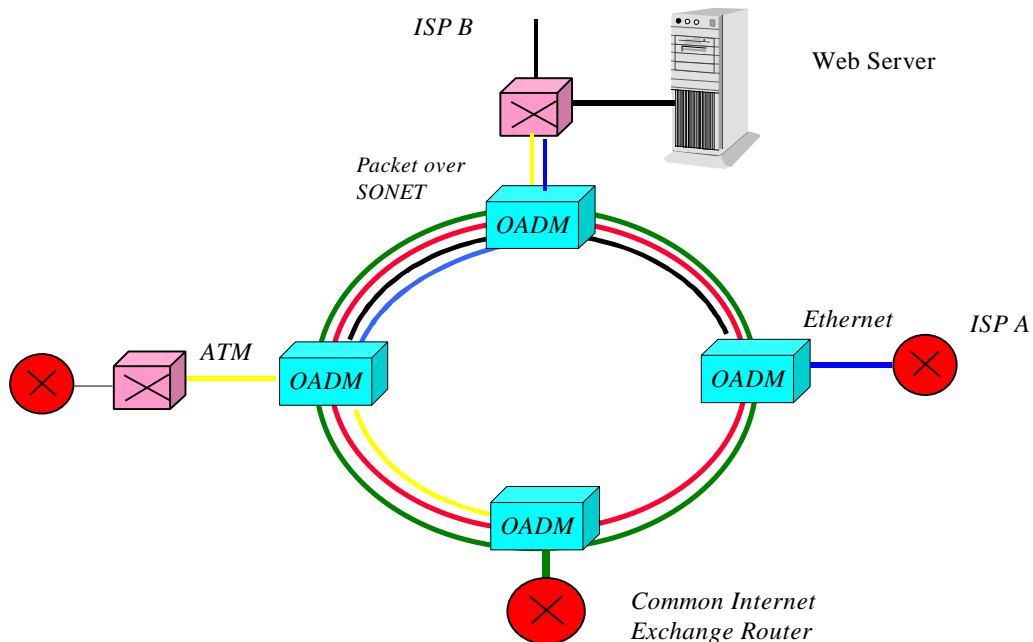 ISP B
Web Server
Packet over
SONET
OADM
Ethernet
ISP A
ATM
OADM
OADM
OADM
Common Internet
Exchange Router